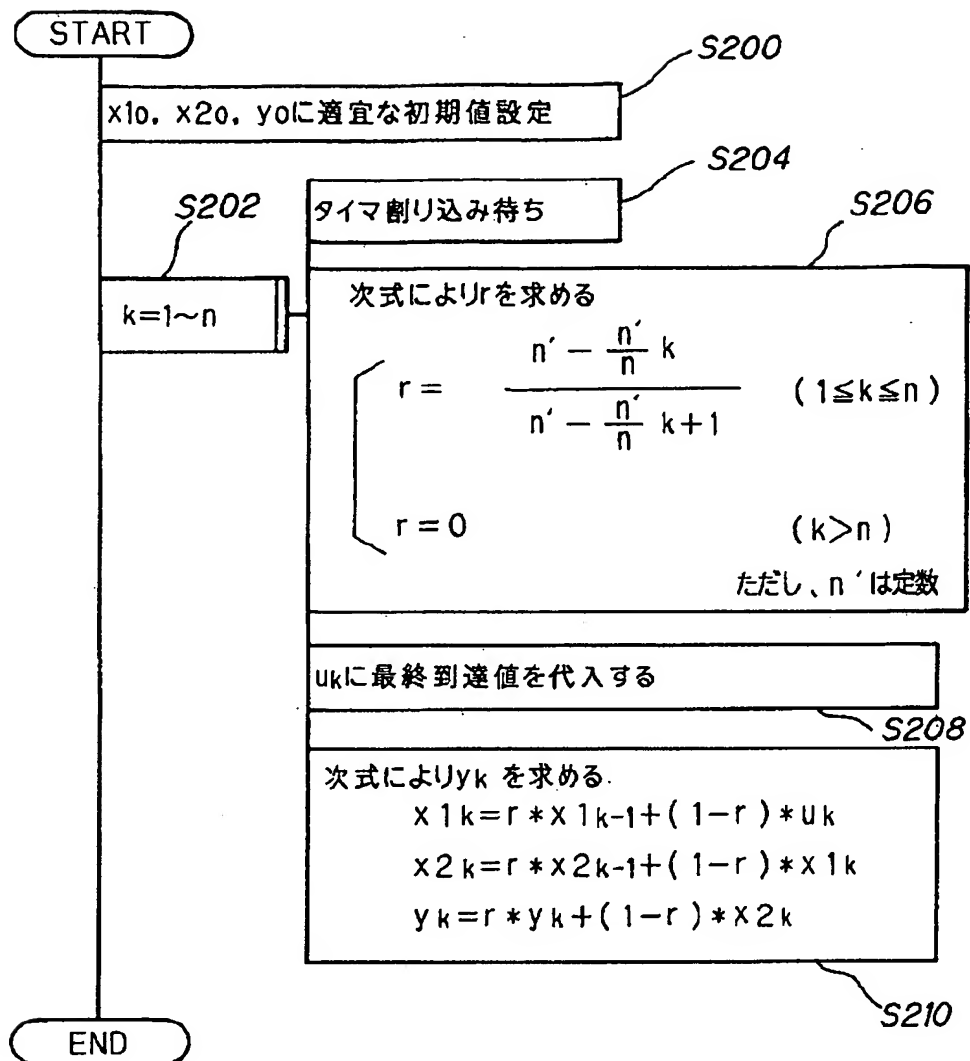 START
S200
x1o, x2o, yoに適宜な初期値設定
S204
タイマ割り込み待ち
S202
k=1~n
S206
次式によりrを求める
r = n′ - n′/n k / n′ - n′/n k+1 (1≦k≦n)
r = 0 (k>n)
ただし、n′は定数
ukに最終到達値を代入する
S208
次式によりyk を求める.
x1k=r*x1k-1+(1-r)*uk
x2k=r*x2k-1+(1-r)*x1k
yk=r*yk+(1-r)*x2k
S210
END